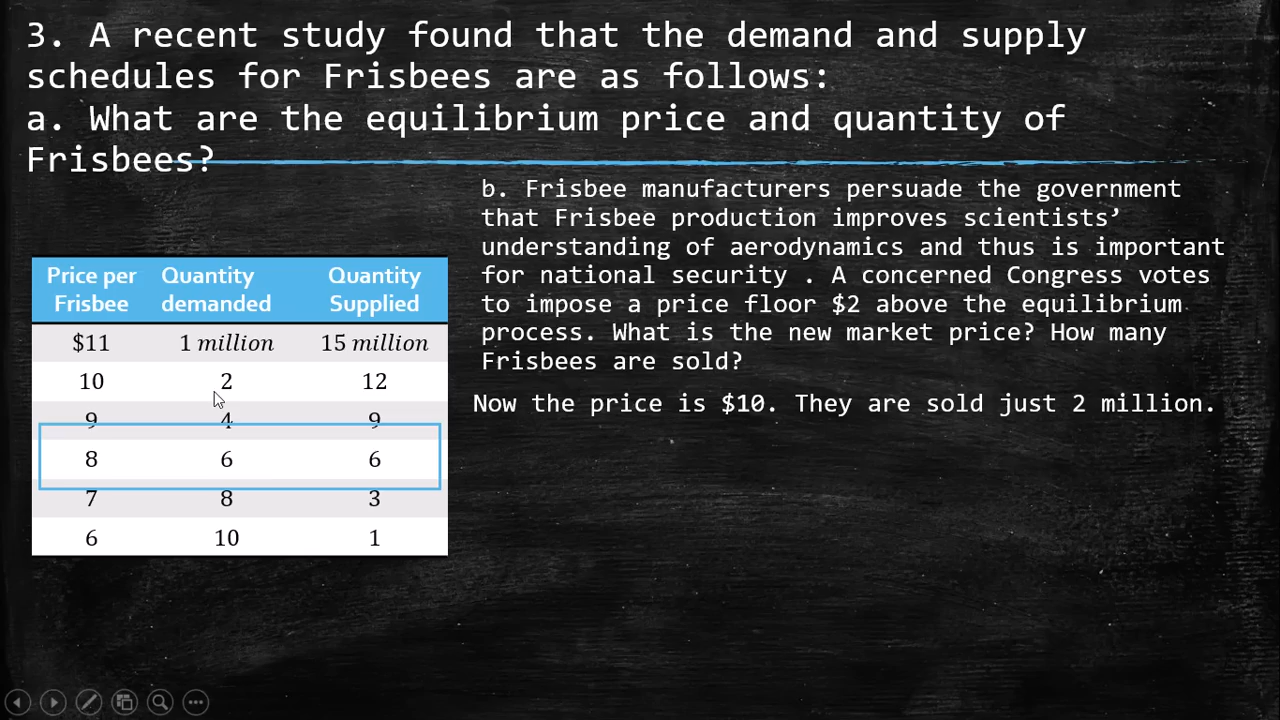 3. A recent study found that the demand and supply
schedules for Frisbees are as follows:
a. What are the equilibrium price and quantity of
Frisbees?
b. Frisbee manufacturers persuade the government
that Frisbee production improves scientists’
understanding of aerodynamics and thus is important
for national security . A concerned Congress votes
to impose a price floor $2 above the equilibrium
process. What is the new market price? How many
Frisbees are sold?
Now the price is $10. They are sold just 2 million.
Price per Frisbee Quantity demanded Quantity Supplied
$11 1 million 15 million
10 2 12
9 4 9
8 6 6
7 8 3
6 10 1